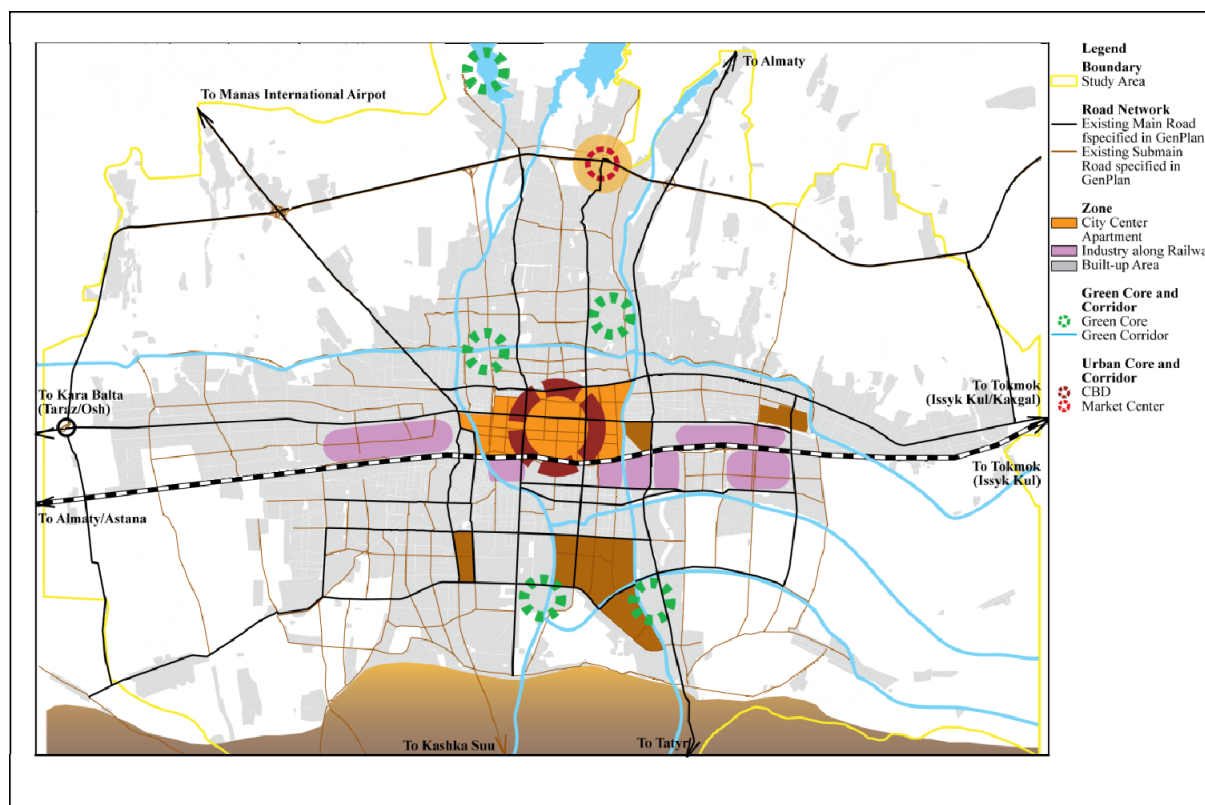 To Manas International Airpot
To Almaty
To Kara Balta
(Taraz/Osh)
To Almaty/Astana
To Tokmok
(Issyk Kul/Kaxgal)
To Tokmok
(Issyk Kul)
To Kashka Suu
To Tatyr
Legend
Boundary
Study Area
Road Network
Existing Main Road
fspecified in GenPlan
Existing Submain
Road specified in
GenPlan
Zone
City Center
Apartment
Industry along Railwa
Built-up Area
Green Core and
Corridor
Green Core
Green Corridor
Urban Core and
Corridor
CBD
Market Center